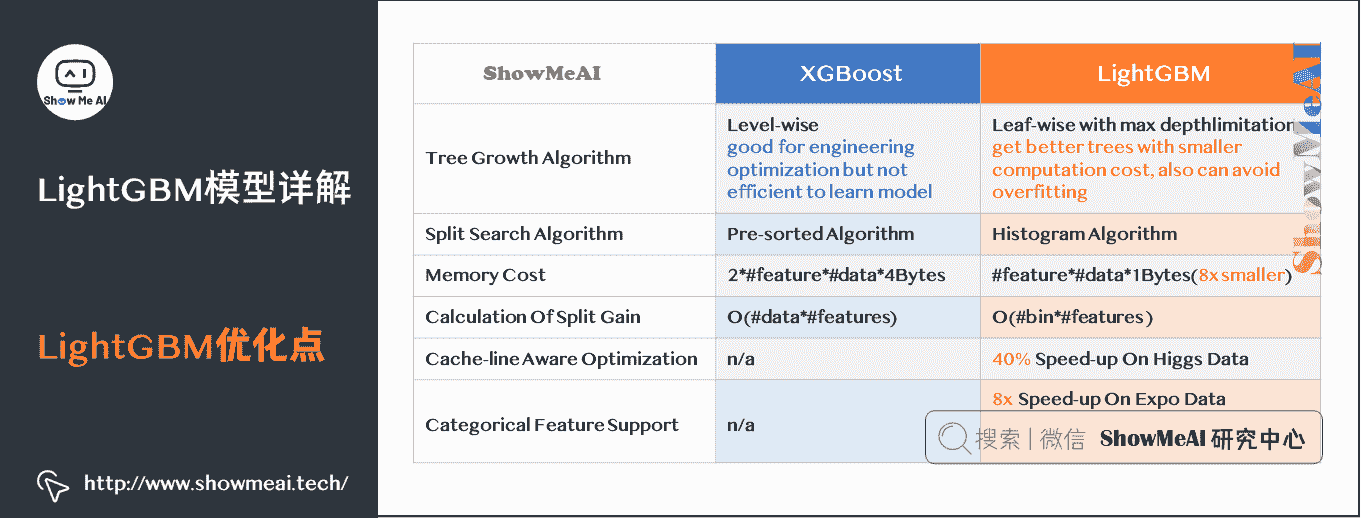 Show Me AI
LightGBM模型详解
LightGBM优化点
http://www.showmeai.tech/
ShowMeAI
XGBoost
LightGBM
Tree Growth Algorithm
Level-wise
good for engineering
optimization but not
efficient to learn model
Leaf-wise with max depthlimitation
get better trees with smaller
computation cost, also can avoid
overfitting
Split Search Algorithm
Pre-sorted Algorithm
Histogram Algorithm
Memory Cost
2*#feature*#data*4Bytes
#feature*#data*1Bytes(8x smaller)
Calculation Of Split Gain
O(#data*#features)
O(#bin*#features)
Cache-line Aware Optimization
n/a
40% Speed-up On Higgs Data
Categorical Feature Support
n/a
8x Speed-up On Expo Data
搜索 | 微信 ShowMeAI 研究中心
ShowMeAI